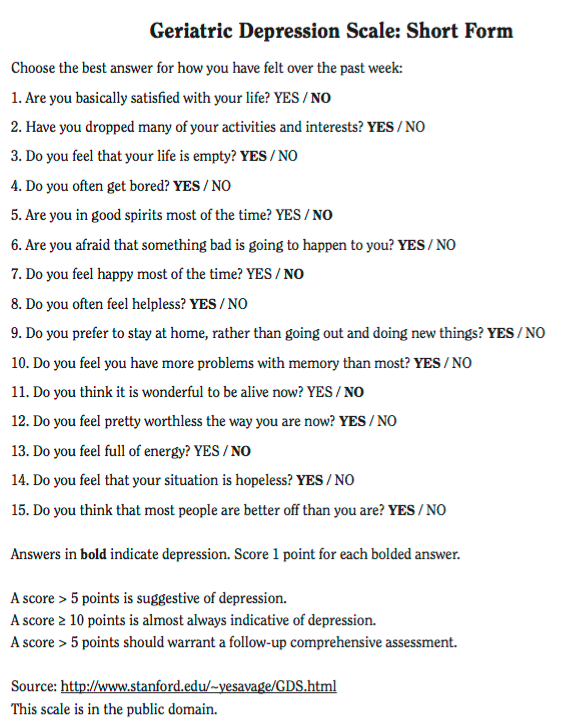 Geriatric Depression Scale: Short Form
Choose the best answer for how you have felt over the past week:
1. Are you basically satisfied with your life? YES / NO
2. Have you dropped many of your activities and interests? YES / NO
3. Do you feel that your life is empty? YES / NO
4. Do you often get bored? YES / NO
5. Are you in good spirits most of the time? YES / NO
6. Are you afraid that something bad is going to happen to you? YES / NO
7. Do you feel happy most of the time? YES / NO
8. Do you often feel helpless? YES / NO
9. Do you prefer to stay at home, rather than going out and doing new things? YES / NO
10. Do you feel you have more problems with memory than most? YES / NO
11. Do you think it is wonderful to be alive now? YES / NO
12. Do you feel pretty worthless the way you are now? YES / NO
13. Do you feel full of energy? YES / NO
14. Do you feel that your situation is hopeless? YES / NO
15. Do you think that most people are better off than you are? YES / NO
Answers in bold indicate depression. Score 1 point for each bolded answer.
A score > 5 points is suggestive of depression.
A score ≥ 10 points is almost always indicative of depression.
A score > 5 points should warrant a follow-up comprehensive assessment.
Source: http://www.stanford.edu/~yesavage/GDS.html
This scale is in the public domain.